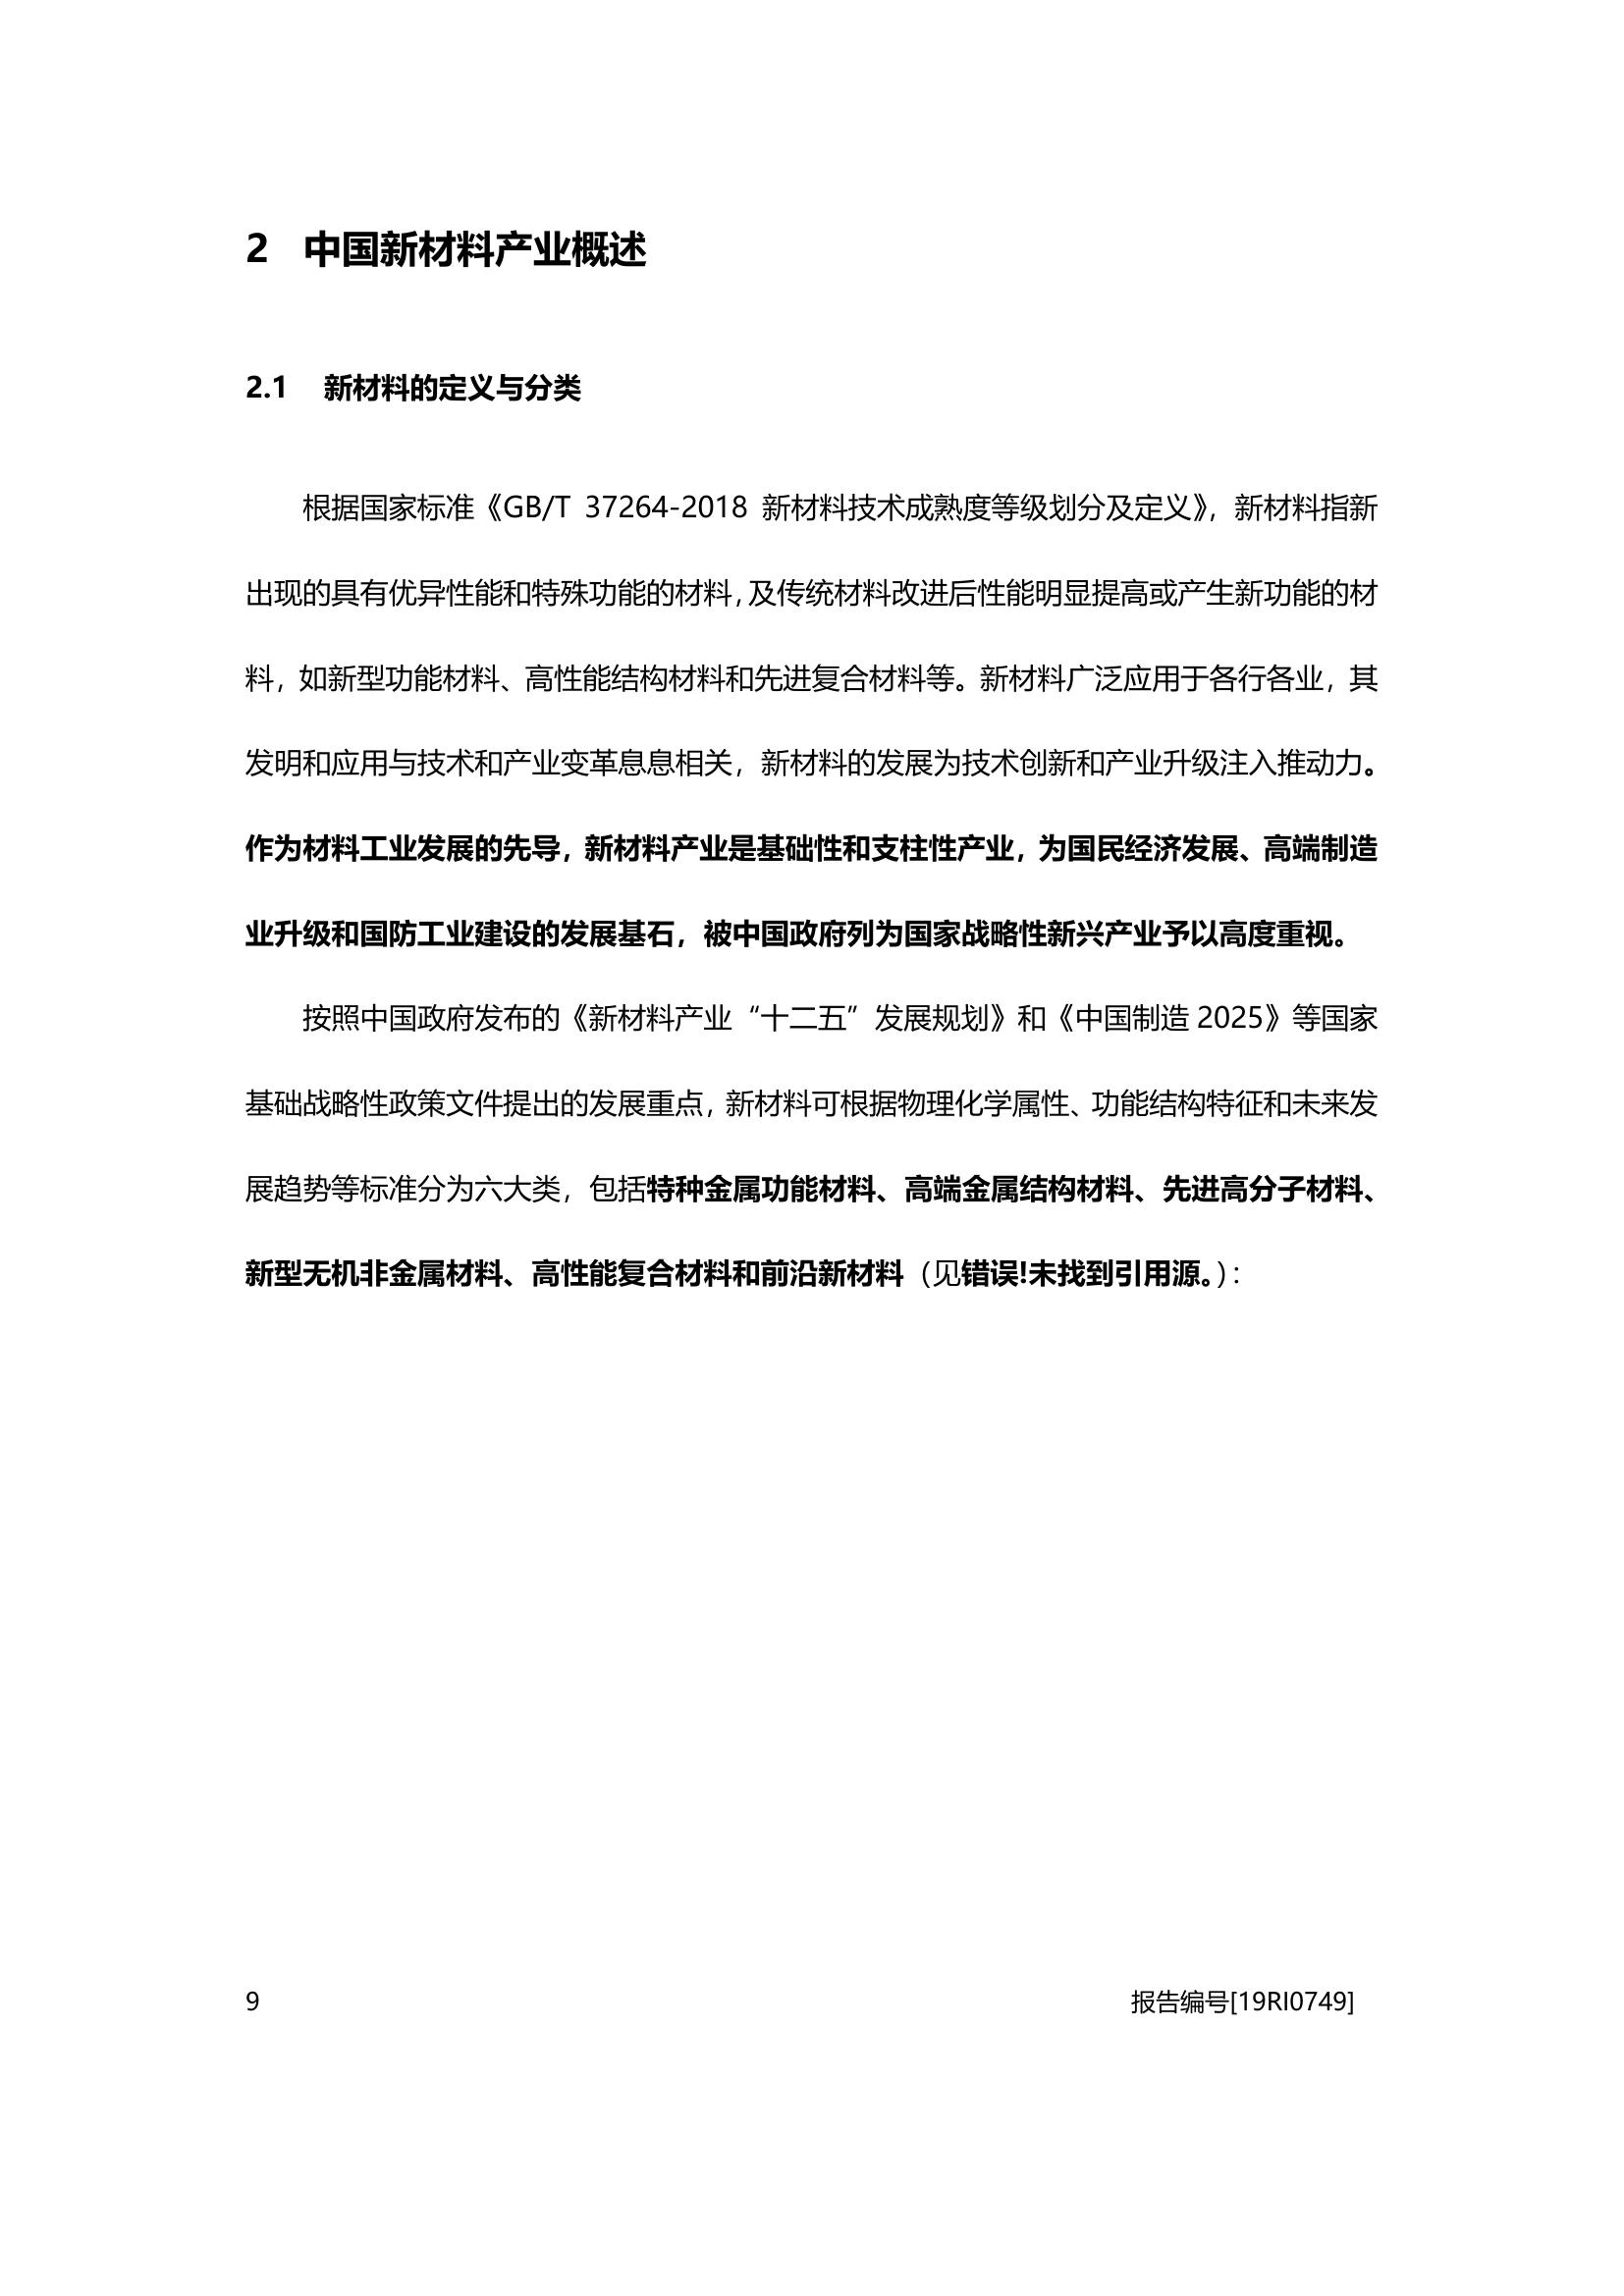 2 中国新材料产业概述
2.1 新材料的定义与分类
根据国家标准《GB/T 37264-2018 新材料技术成熟度等级划分及定义》，新材料指新
出现的具有优异性能和特殊功能的材料，及传统材料改进后性能明显提高或产生新功能的材
料，如新型功能材料、高性能结构材料和先进复合材料等。新材料广泛应用于各行各业，其
发明和应用与技术和产业变革息息相关，新材料的发展为技术创新和产业升级注入推动力。
作为材料工业发展的先导，新材料产业是基础性和支柱性产业，为国民经济发展、高端制造
业升级和国防工业建设的发展基石，被中国政府列为国家战略性新兴产业予以高度重视。
按照中国政府发布的《新材料产业“十二五”发展规划》和《中国制造 2025》等国家
基础战略性政策文件提出的发展重点，新材料可根据物理化学属性、功能结构特征和未来发
展趋势等标准分为六大类，包括特种金属功能材料、高端金属结构材料、先进高分子材料、
新型无机非金属材料、高性能复合材料和前沿新材料（见错误!未找到引用源。）：
9 报告编号[19RI0749]